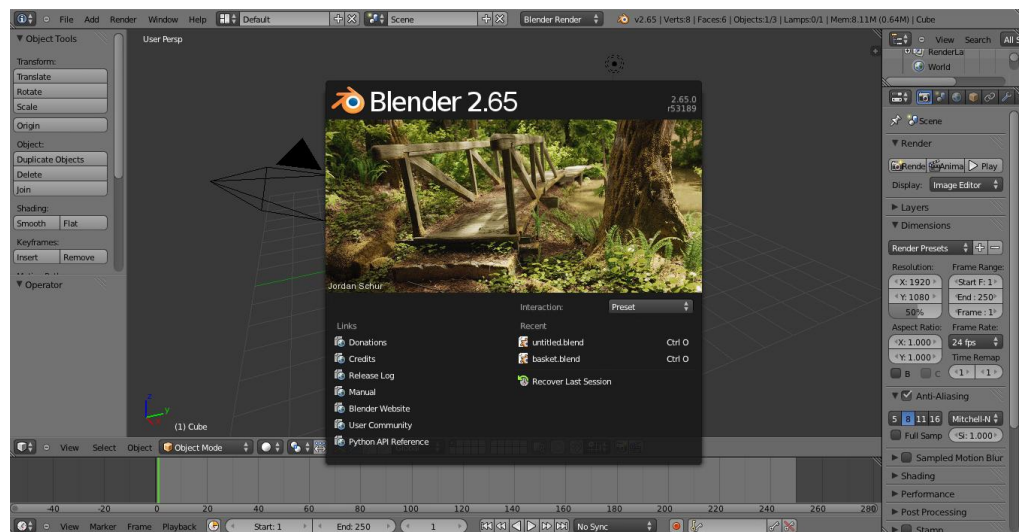 File Add Render Window Help Default Scene Blender Render v2.65 | Verts:8 | Faces:6 | Objects:1/3 | Lamps:0/1 | Mem:8.11M (0.64M) | Cube
Object Tools
Transform:
Translate
Rotate
Scale
Origin
Object:
Duplicate Objects
Delete
Join
Shading:
Smooth Flat
Keyframes:
Insert Remove
Operator
User Persp
Blender 2.65
2.65.0
r53189
Jordan Schur
Interaction: Preset
Links
Donations
Credits
Release Log
Manual
Blender Website
User Community
Python API Reference
Recent
untitled.blend Ctrl O
basket.blend Ctrl O
Recover Last Session
z
y
(1) Cube
View Select Object Object Mode
View Search All S
RenderLa
World
Scene
Render
Rende Anima Play
Display: Image Editor
Layers
Dimensions
Render Presets
Resolution: Frame Range:
X: 1920 Start F: 1
Y: 1080 End : 250
50% Frame : 1
Aspect Ratio: Frame Rate:
X: 1.000 24 fps
Y: 1.000 Time Remap
B C 1 1
Anti-Aliasing
5 8 11 16 Mitchell-N
Full Samp Si: 1.000
Sampled Motion Blur
Shading
Performance
Post Processing
Stamp
-40 -20 0 20 40 60 80 100 120 140 160 180 200 220 240 260 280
View Marker Frame Playback Start: 1 End: 250 1 No Sync